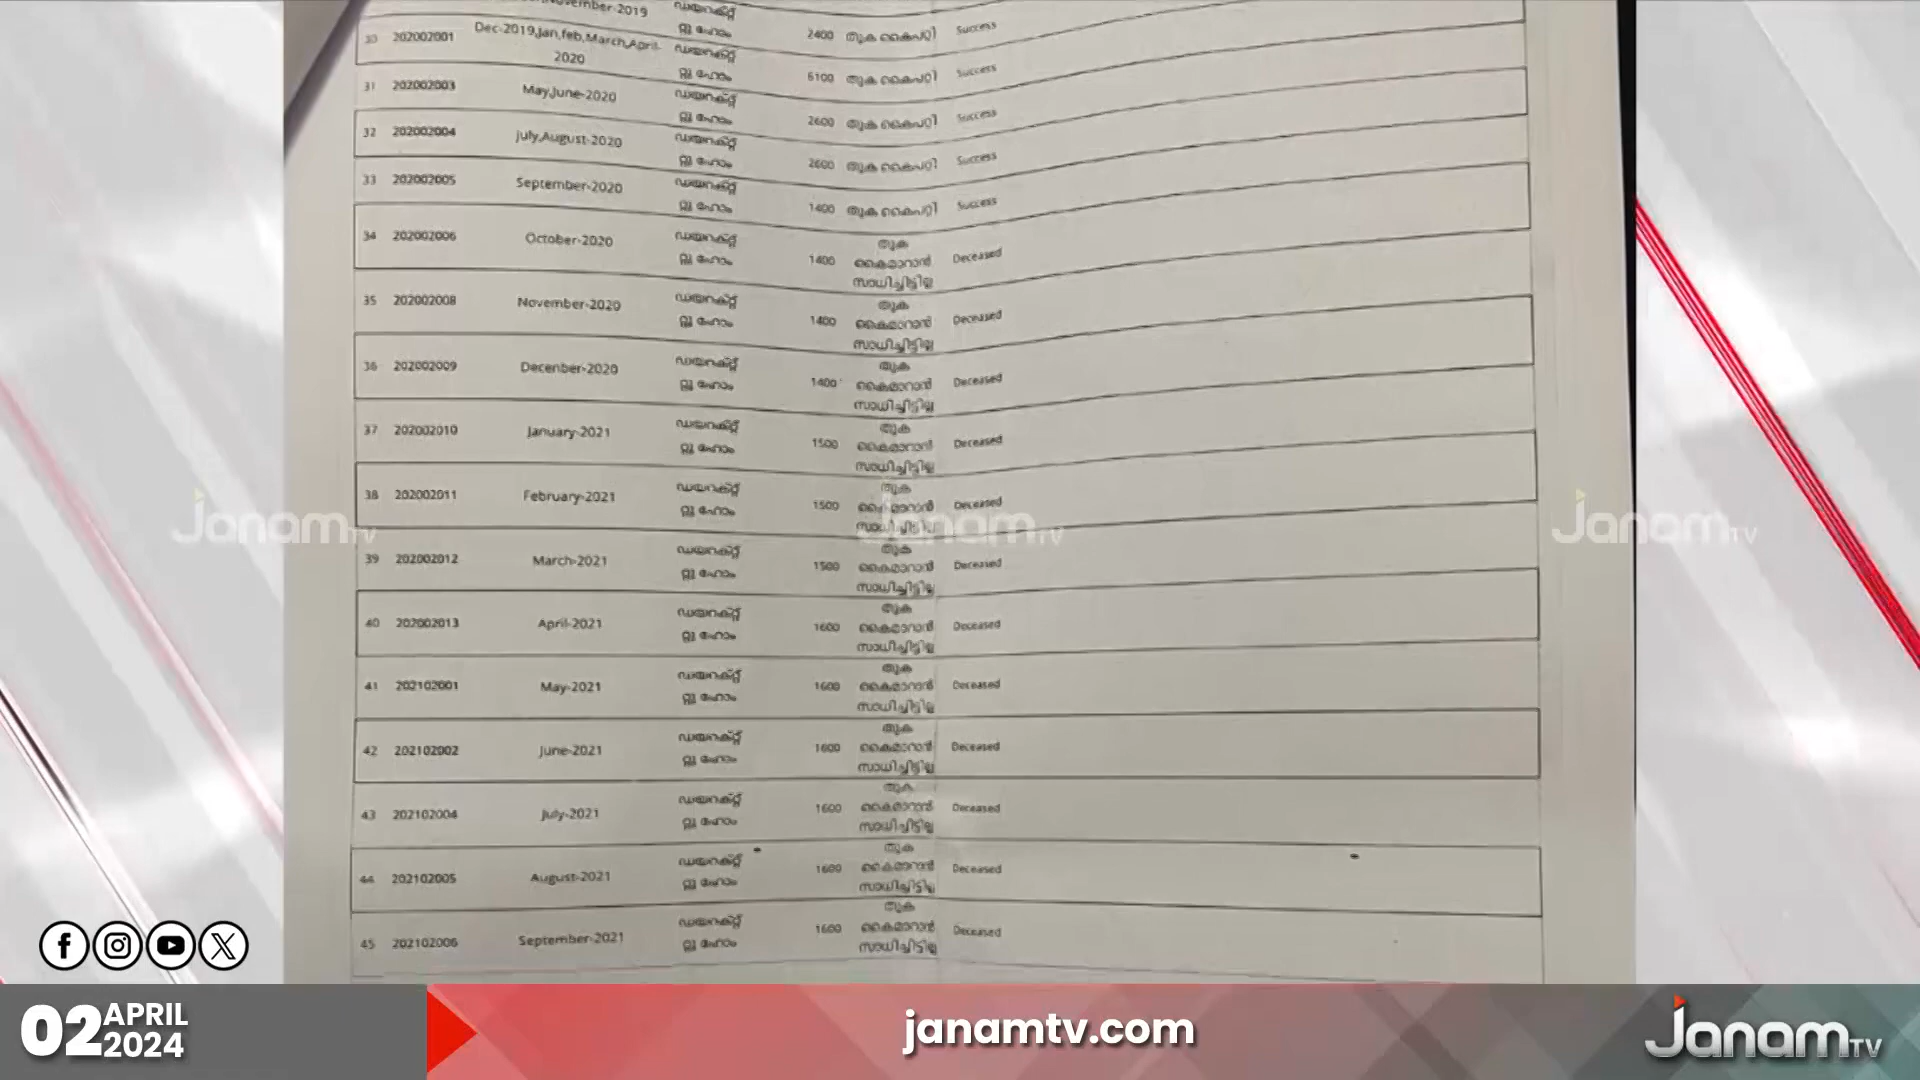 November-2019 ഡയറക്റ്റ്
റ്റു ഹോം 2400 തുക കൈപറ്റി Success
30 202002001 Dec-2019,Jan,feb,March,April- ഡയറക്റ്റ്
2020 റ്റു ഹോം 6100 തുക കൈപറ്റി Success
31 202002003 May,June-2020 ഡയറക്റ്റ്
റ്റു ഹോം 2600 തുക കൈപറ്റി Success
32 202002004 July,August-2020 ഡയറക്റ്റ്
റ്റു ഹോം 2600 തുക കൈപറ്റി Success
33 202002005 September-2020 ഡയറക്റ്റ്
റ്റു ഹോം 1400 തുക കൈപറ്റി Success
34 202002006 October-2020 ഡയറക്റ്റ് തുക
റ്റു ഹോം 1400 കൈമാറാൻ Deceased
സാധിച്ചിട്ടില്ല
35 202002008 November-2020 ഡയറക്റ്റ് തുക
റ്റു ഹോം 1400 കൈമാറാൻ Deceased
സാധിച്ചിട്ടില്ല
36 202002009 Decenber-2020 ഡയറക്റ്റ് തുക
റ്റു ഹോം 1400 കൈമാറാൻ Deceased
സാധിച്ചിട്ടില്ല
37 202002010 January-2021 ഡയറക്റ്റ് തുക
റ്റു ഹോം 1500 കൈമാറാൻ Deceased
സാധിച്ചിട്ടില്ല
38 202002011 February-2021 ഡയറക്റ്റ് തുക
റ്റു ഹോം 1500 കൈമാറാൻ Deceased
സാധിച്ചിട്ടില്ല
39 202002012 March-2021 ഡയറക്റ്റ് തുക
റ്റു ഹോം 1500 കൈമാറാൻ Deceased
സാധിച്ചിട്ടില്ല
40 202002013 April-2021 ഡയറക്റ്റ് തുക
റ്റു ഹോം 1600 കൈമാറാൻ Deceased
സാധിച്ചിട്ടില്ല
41 202102001 May-2021 ഡയറക്റ്റ് തുക
റ്റു ഹോം 1600 കൈമാറാൻ Deceased
സാധിച്ചിട്ടില്ല
42 202102002 June-2021 ഡയറക്റ്റ് തുക
റ്റു ഹോം 1600 കൈമാറാൻ Deceased
സാധിച്ചിട്ടില്ല
43 202102004 July-2021 ഡയറക്റ്റ് തുക
റ്റു ഹോം 1600 കൈമാറാൻ Deceased
സാധിച്ചിട്ടില്ല
44 202102005 August-2021 ഡയറക്റ്റ് തുക
റ്റു ഹോം 1600 കൈമാറാൻ Deceased
സാധിച്ചിട്ടില്ല
45 202102006 September-2021 ഡയറക്റ്റ് തുക
റ്റു ഹോം 1600 കൈമാറാൻ Deceased
സാധിച്ചിട്ടില്ല
Janam TV Janam TV Janam TV
02 APRIL
2024
janamtv.com
Janam TV